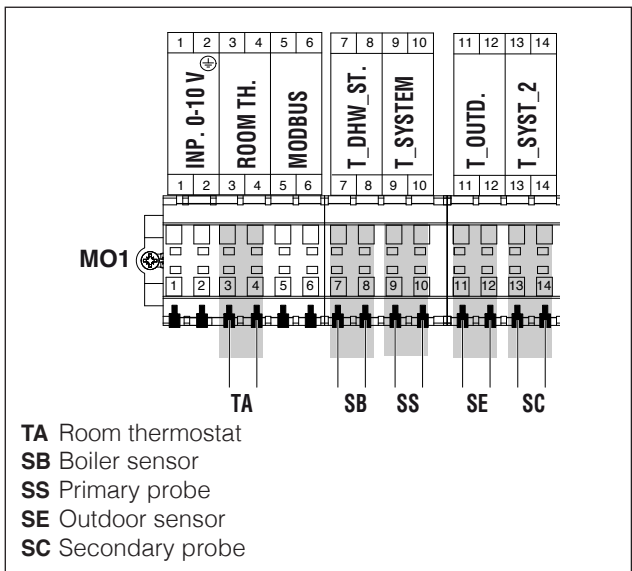 1 2 3 4 5 6 7 8 9 10 11 12 13 14
INP. 0-10 V
ROOM TH.
MODBUS
T_DHW_ST.
T_SYSTEM
T_OUTD.
T_SYST_2
1 2 3 4 5 6 7 8 9 10 11 12 13 14
MO1
1 2 3 4 5 6 7 8 9 10 11 12 13 14
TA SB SS SE SC
TA Room thermostat
SB Boiler sensor
SS Primary probe
SE Outdoor sensor
SC Secondary probe